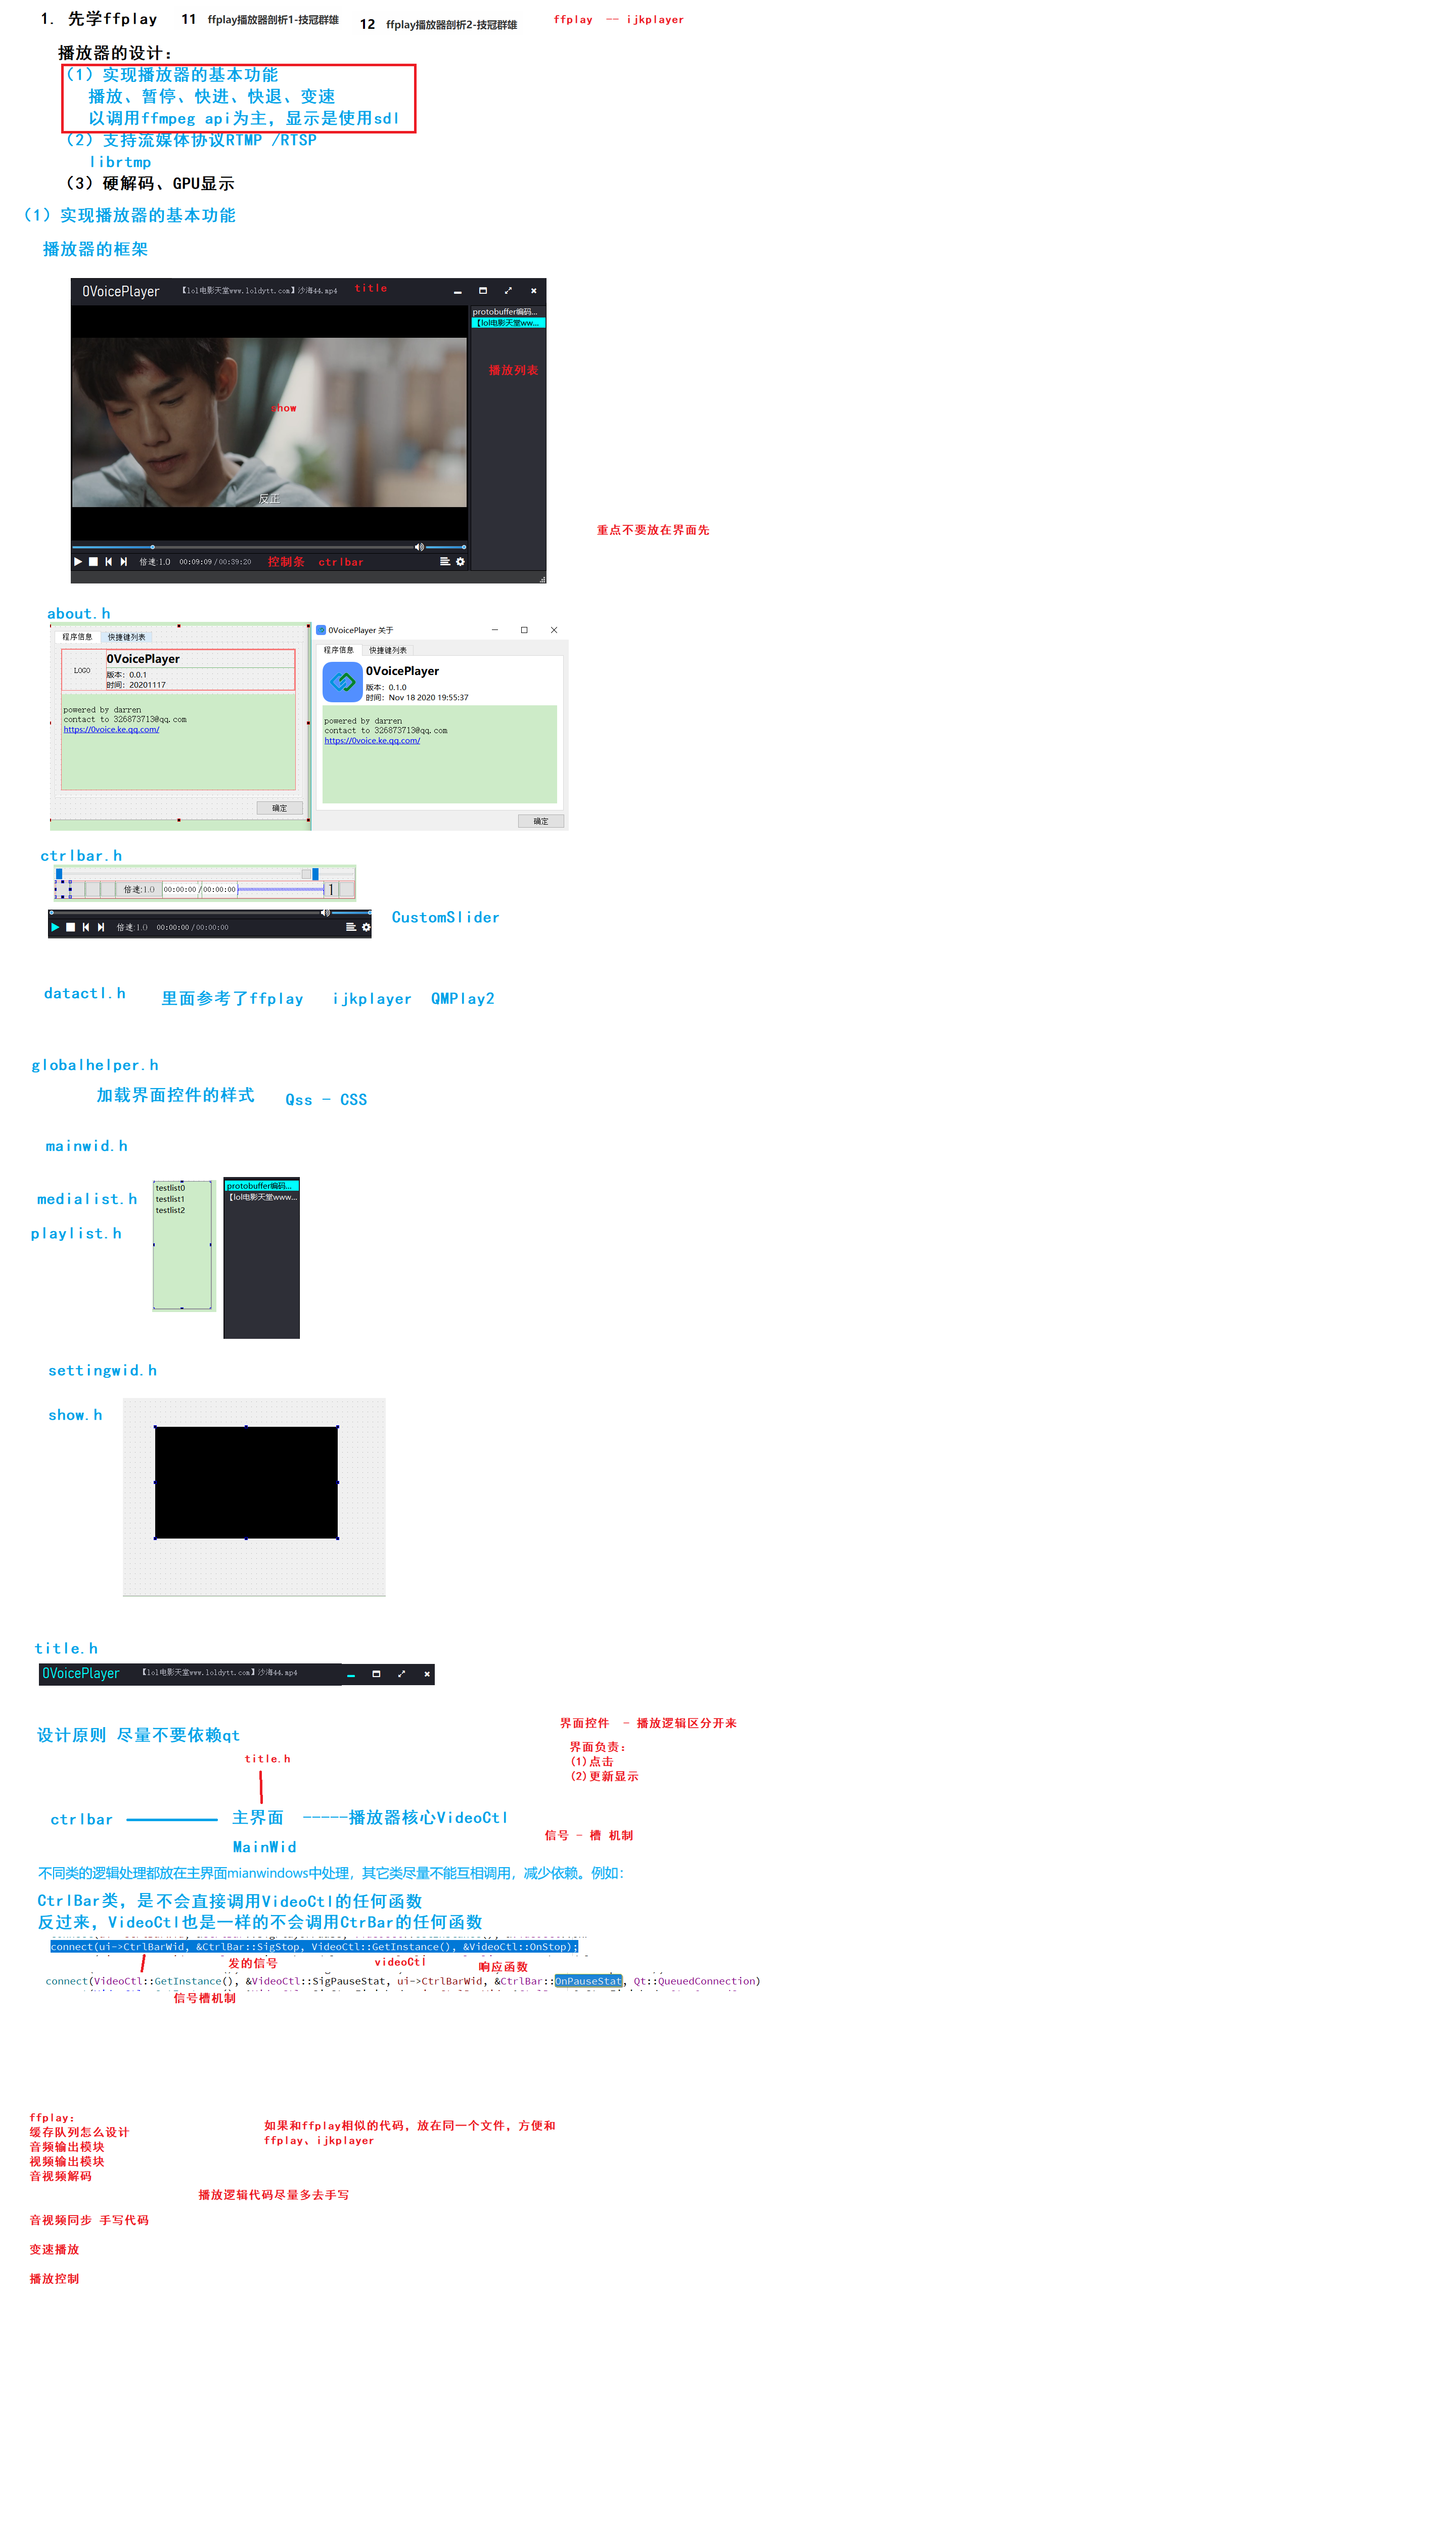 1. 先学ffplay 11 ffplay播放器剖析1-技冠群雄 12 ffplay播放器剖析2-技冠群雄 ffplay -- ijkplayer
播放器的设计：
（1）实现播放器的基本功能
播放、暂停、快进、快退、变速
以调用ffmpeg api为主，显示是使用sdl
（2）支持流媒体协议RTMP /RTSP
librtmp
（3）硬解码、GPU显示
（1）实现播放器的基本功能
播放器的框架
0VoicePlayer 【lol电影天堂www.loldytt.com】沙海44.mp4 title
protobuffer编码...
【lol电影天堂ww...
播放列表
show
反正
重点不要放在界面先
倍速:1.0 00:09:09 / 00:39:20 控制条 ctrlbar
about.h
程序信息 快捷键列表
LOGO
0VoicePlayer
版本：0.0.1
时间：20201117
powered by darren
contact to 326873713@qq.com
https://0voice.ke.qq.com/
确定
0VoicePlayer 关于
程序信息 快捷键列表
0VoicePlayer
版本：0.1.0
时间：Nov 18 2020 19:55:37
powered by darren
contact to 326873713@qq.com
https://0voice.ke.qq.com/
确定
ctrlbar.h
倍速:1.0 00:00:00 / 00:00:00 1
倍速:1.0 00:00:00 / 00:00:00
CustomSlider
datactl.h 里面参考了ffplay ijkplayer QMPlay2
globalhelper.h
加载界面控件的样式 Qss - CSS
mainwid.h
medialist.h
playlist.h
testlist0
testlist1
testlist2
protobuffer编码...
【lol电影天堂www...
settingwid.h
show.h
title.h
0VoicePlayer 【lol电影天堂www.loldytt.com】沙海44.mp4
设计原则 尽量不要依赖qt
界面控件 - 播放逻辑区分开来
界面负责：
(1)点击
(2)更新显示
title.h
ctrlbar 主界面 -----播放器核心VideoCtl
MainWid
信号 - 槽 机制
不同类的逻辑处理都放在主界面mianwindows中处理，其它类尽量不能互相调用，减少依赖。例如：
CtrlBar类，是不会直接调用VideoCtl的任何函数
反过来，VideoCtl也是一样的不会调用CtrBar的任何函数
connect(ui->CtrlBarWid, &CtrlBar::SigStop, VideoCtl::GetInstance(), &VideoCtl::OnStop);
发的信号 videoCtl 响应函数
connect(VideoCtl::GetInstance(), &VideoCtl::SigPauseStat, ui->CtrlBarWid, &CtrlBar::OnPauseStat, Qt::QueuedConnection)
信号槽机制
ffplay：
缓存队列怎么设计
音频输出模块
视频输出模块
音视频解码
如果和ffplay相似的代码，放在同一个文件，方便和
ffplay、ijkplayer
播放逻辑代码尽量多去手写
音视频同步 手写代码
变速播放
播放控制